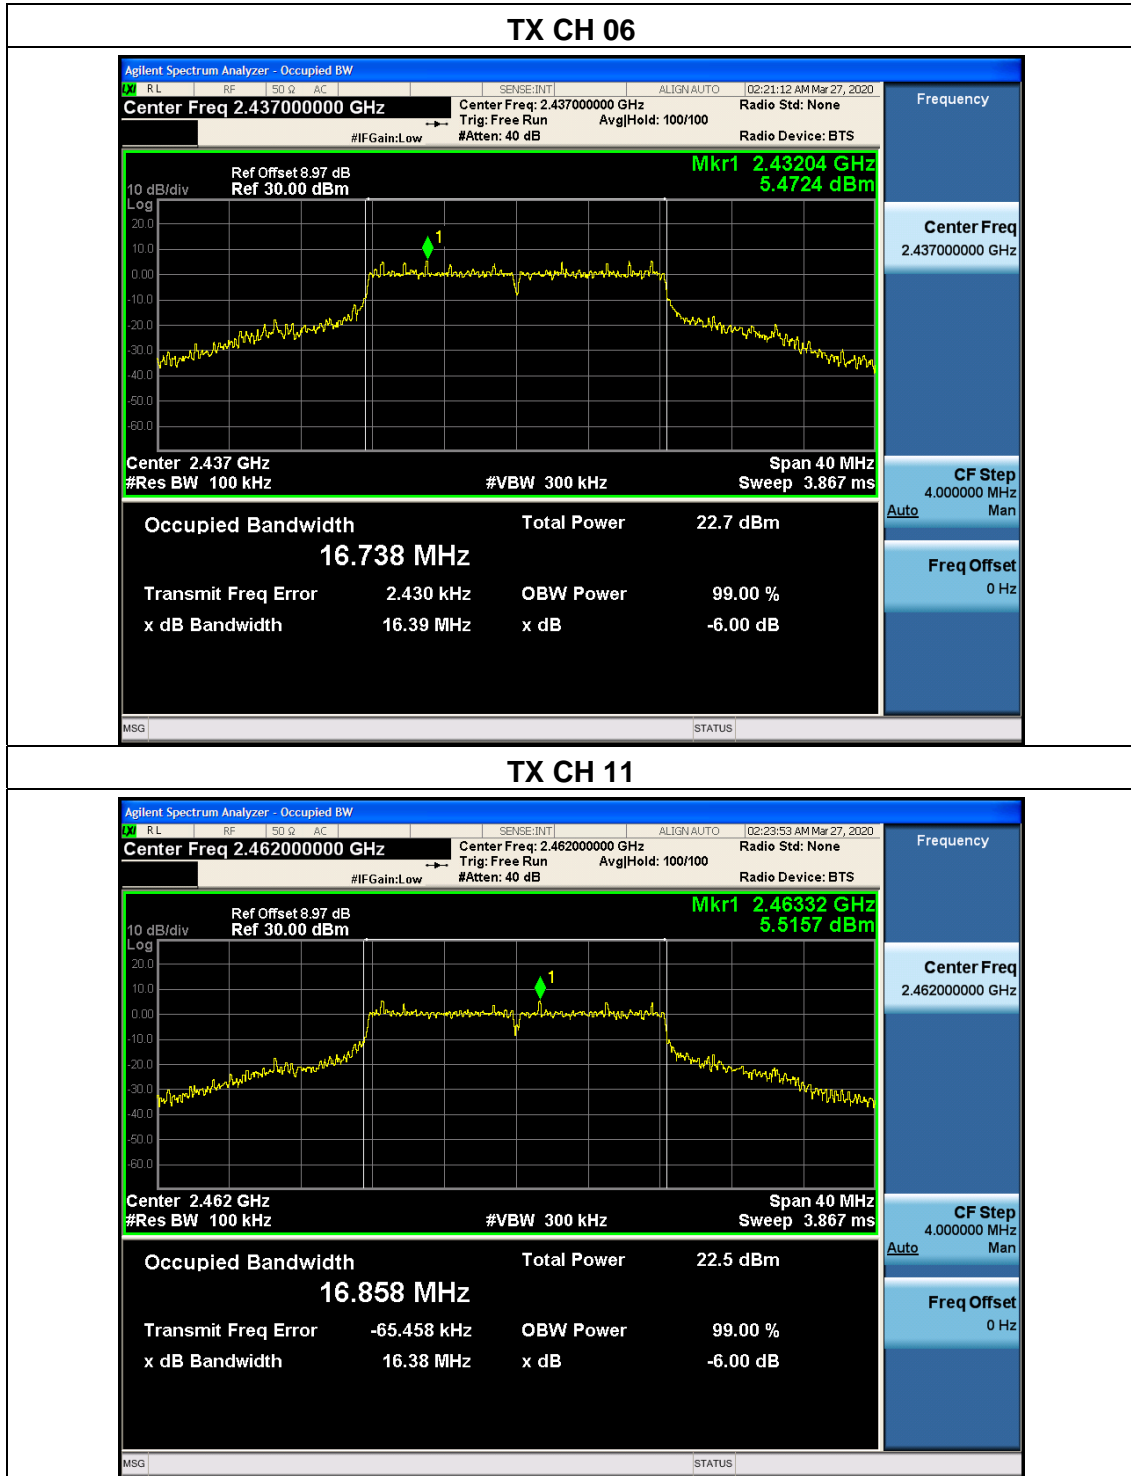 TX CH 06
Agilent Spectrum Analyzer - Occupied BW
LXI RL RF 50 Ω AC SENSE:INT ALIGN AUTO 02:21:12 AM Mar 27, 2020
Center Freq 2.437000000 GHz
Center Freq: 2.437000000 GHz Radio Std: None
Trig: Free Run Avg|Hold: 100/100
#IFGain:Low #Atten: 40 dB Radio Device: BTS
Frequency
Mkr1 2.43204 GHz
5.4724 dBm
Ref Offset 8.97 dB
10 dB/div Ref 30.00 dBm
Log
20.0
10.0
0.00
-10.0
-20.0
-30.0
-40.0
-50.0
-60.0
1
Center 2.437 GHz Span 40 MHz
#Res BW 100 kHz #VBW 300 kHz Sweep 3.867 ms
Center Freq
2.437000000 GHz
CF Step
4.000000 MHz
Auto Man
Freq Offset
0 Hz
Occupied Bandwidth Total Power 22.7 dBm
16.738 MHz
Transmit Freq Error 2.430 kHz OBW Power 99.00 %
x dB Bandwidth 16.39 MHz x dB -6.00 dB
MSG STATUS
TX CH 11
Agilent Spectrum Analyzer - Occupied BW
LXI RL RF 50 Ω AC SENSE:INT ALIGN AUTO 02:23:53 AM Mar 27, 2020
Center Freq 2.462000000 GHz
Center Freq: 2.462000000 GHz Radio Std: None
Trig: Free Run Avg|Hold: 100/100
#IFGain:Low #Atten: 40 dB Radio Device: BTS
Frequency
Mkr1 2.46332 GHz
5.5157 dBm
Ref Offset 8.97 dB
10 dB/div Ref 30.00 dBm
Log
20.0
10.0
0.00
-10.0
-20.0
-30.0
-40.0
-50.0
-60.0
1
Center 2.462 GHz Span 40 MHz
#Res BW 100 kHz #VBW 300 kHz Sweep 3.867 ms
Center Freq
2.462000000 GHz
CF Step
4.000000 MHz
Auto Man
Freq Offset
0 Hz
Occupied Bandwidth Total Power 22.5 dBm
16.858 MHz
Transmit Freq Error -65.458 kHz OBW Power 99.00 %
x dB Bandwidth 16.38 MHz x dB -6.00 dB
MSG STATUS